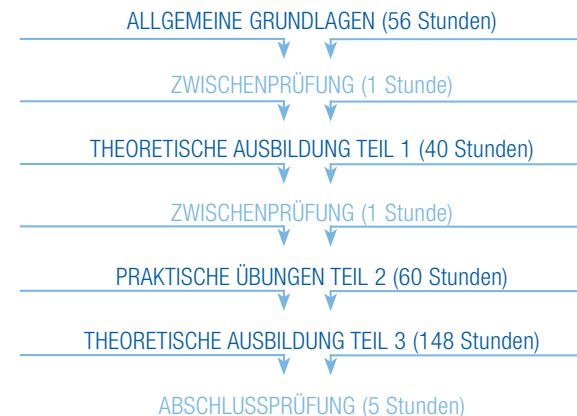 ALLGEMEINE GRUNDLAGEN (56 Stunden)
ZWISCHENPRÜFUNG (1 Stunde)
THEORETISCHE AUSBILDUNG TEIL 1 (40 Stunden)
ZWISCHENPRÜFUNG (1 Stunde)
PRAKTISCHE ÜBUNGEN TEIL 2 (60 Stunden)
THEORETISCHE AUSBILDUNG TEIL 3 (148 Stunden)
ABSCHLUSSPRÜFUNG (5 Stunden)